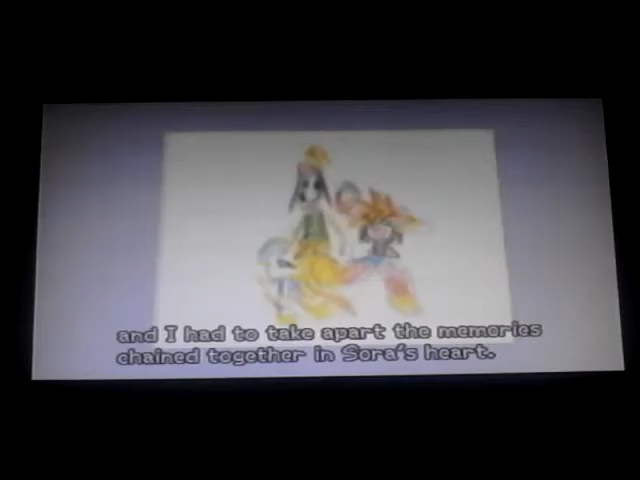 and I had to take apart the memories
chained together in Sora's heart.